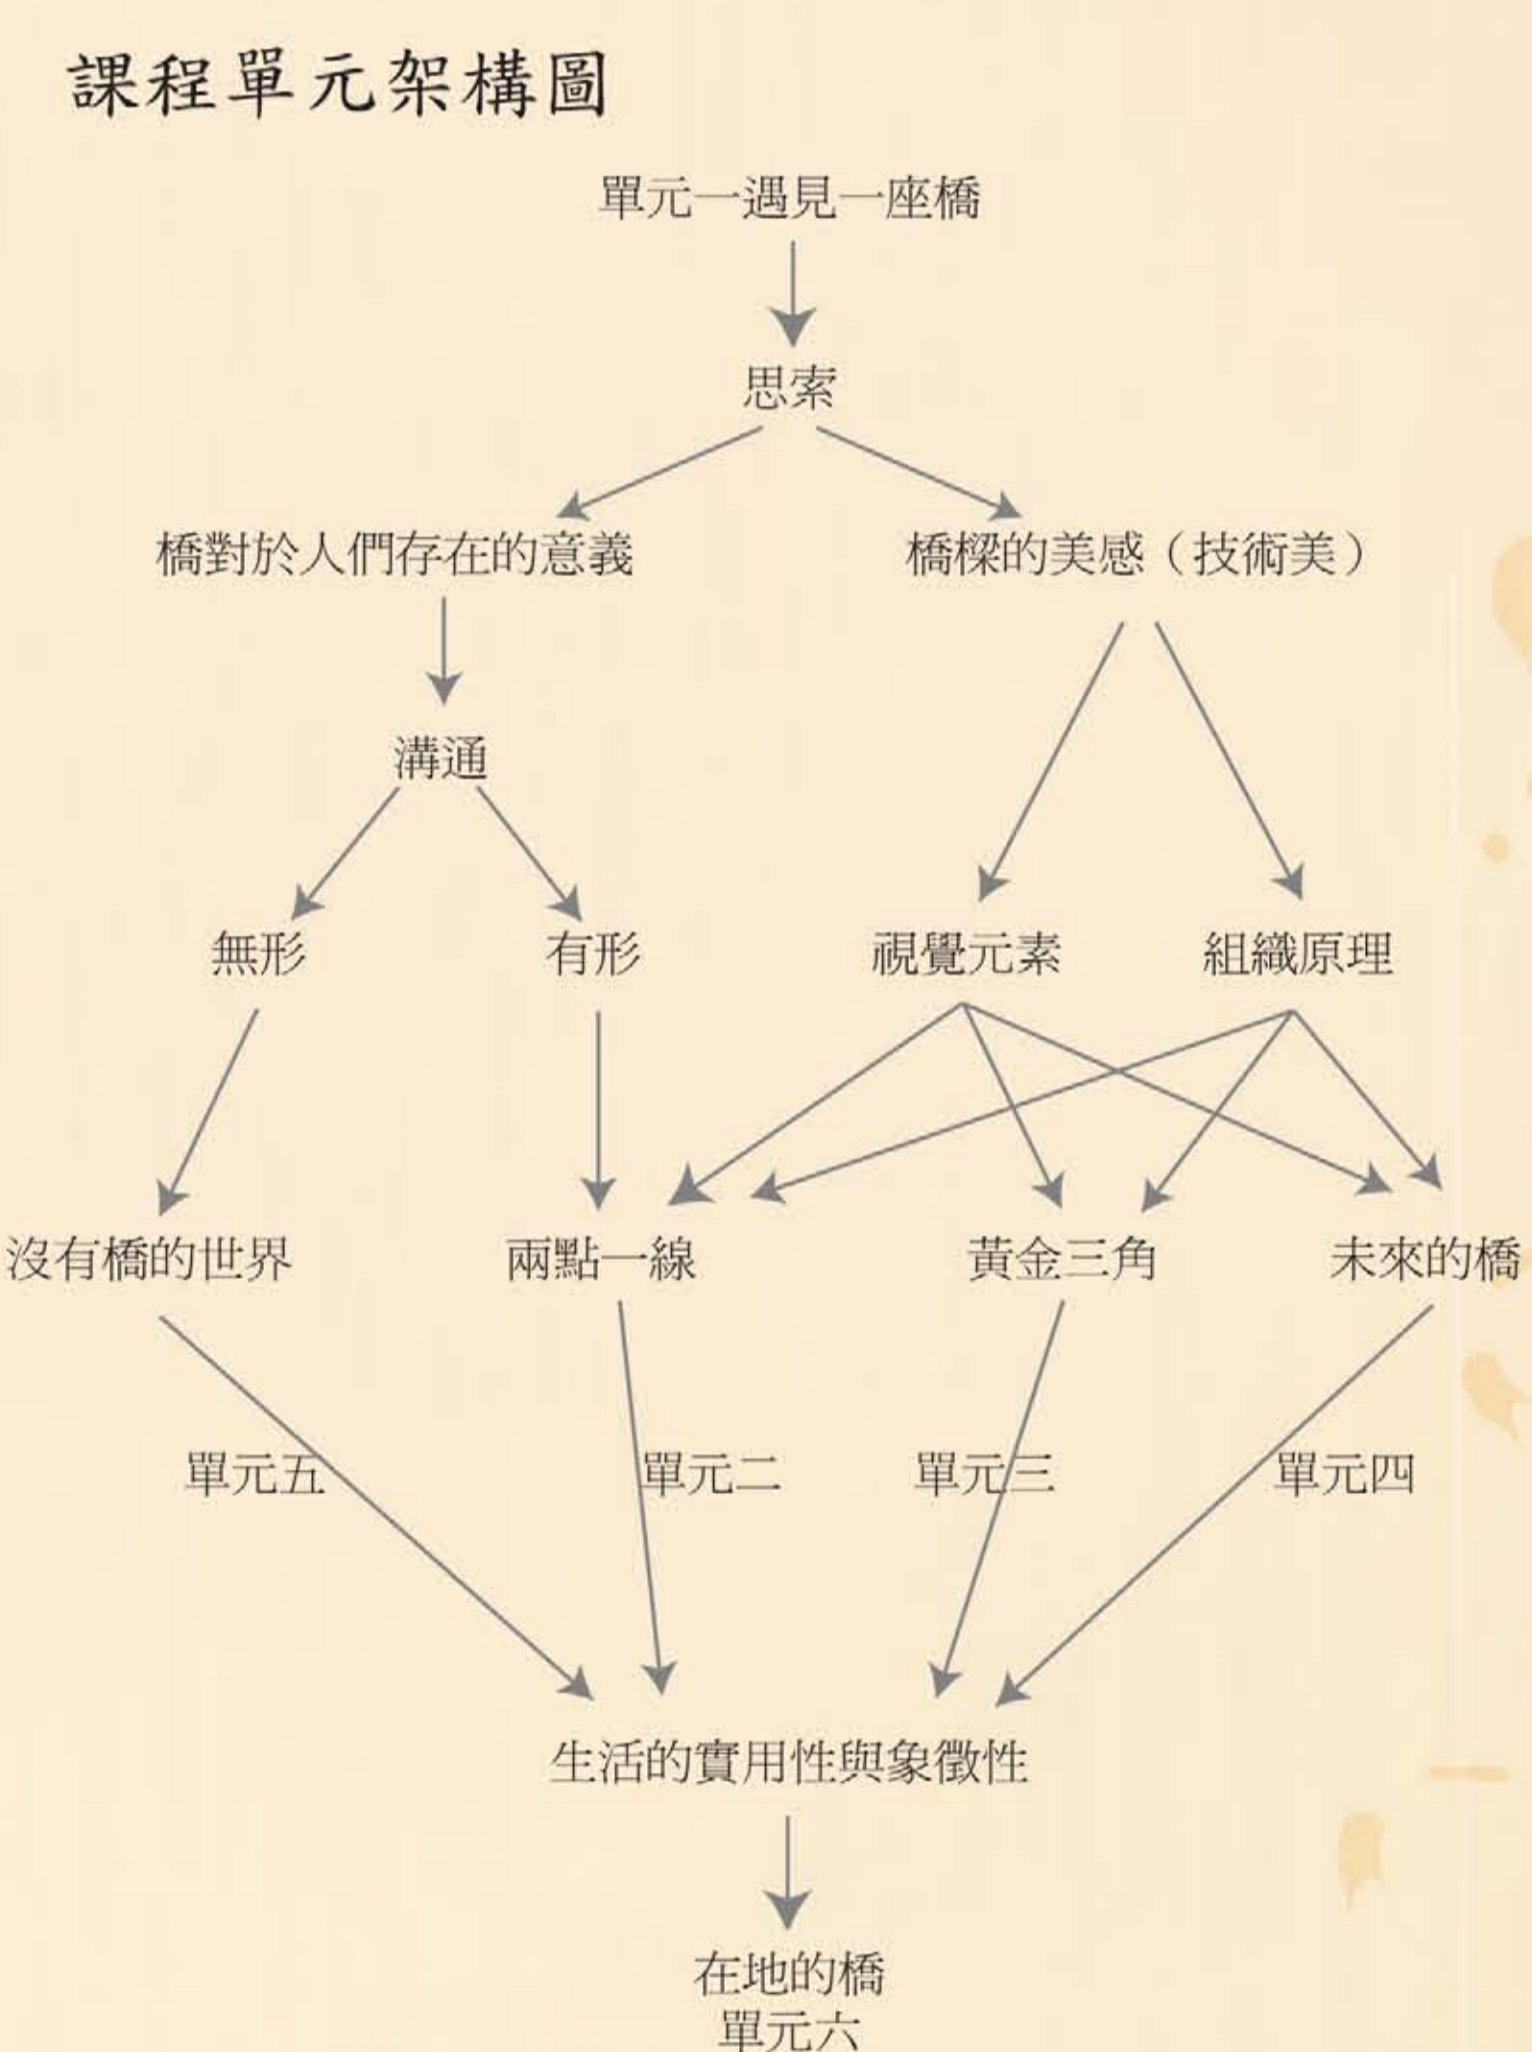 課程單元架構圖
單元一遇見一座橋
思索
橋對於人們存在的意義
橋樑的美感（技術美）
溝通
無形
有形
視覺元素
組織原理
沒有橋的世界
兩點一線
黃金三角
未來的橋
單元五
單元二
單元三
單元四
生活的實用性與象徵性
在地的橋
單元六